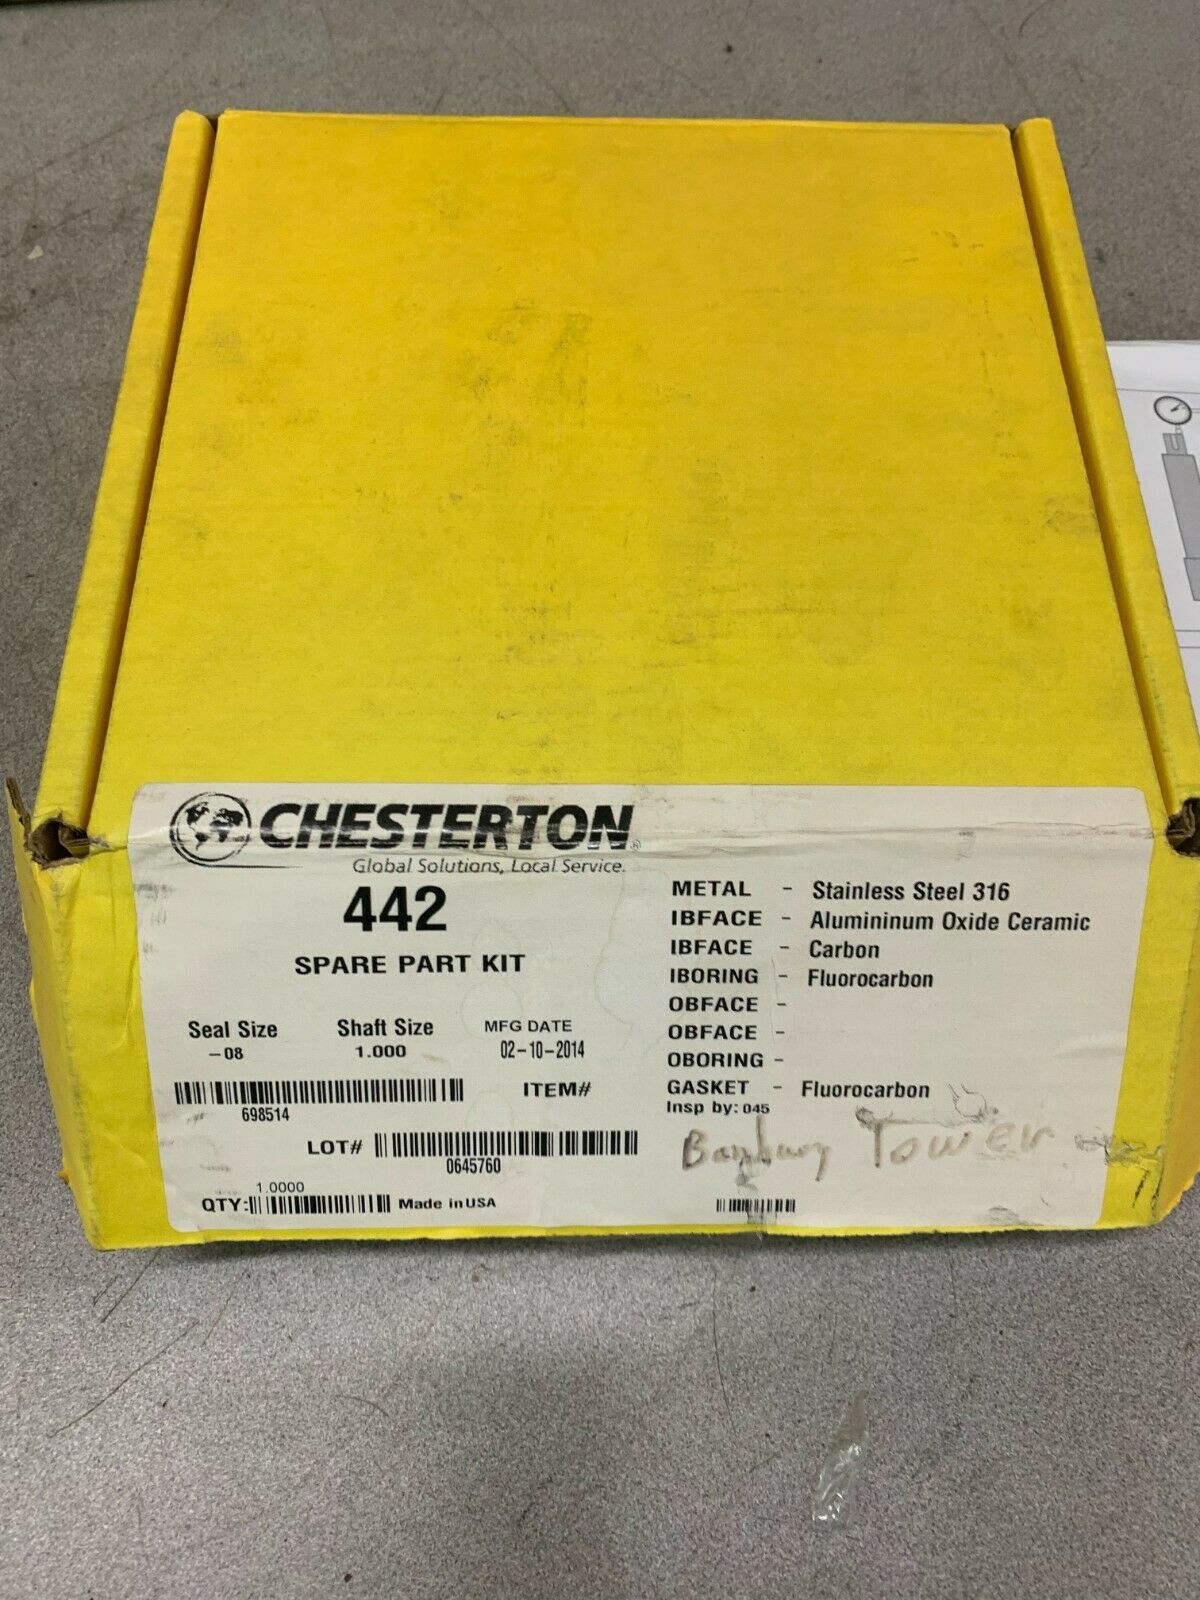 CHESTERTON®
Global Solutions, Local Service.
442
SPARE PART KIT
Seal Size Shaft Size MFG DATE
-08 1.000 02-10-2014
698514 ITEM#
LOT# 0645760
1.0000
QTY: Made in USA
METAL - Stainless Steel 316
IBFACE - Alumininum Oxide Ceramic
IBFACE - Carbon
IBORING - Fluorocarbon
OBFACE -
OBFACE -
OBORING -
GASKET - Fluorocarbon
Insp by: 045
Banbury Tower